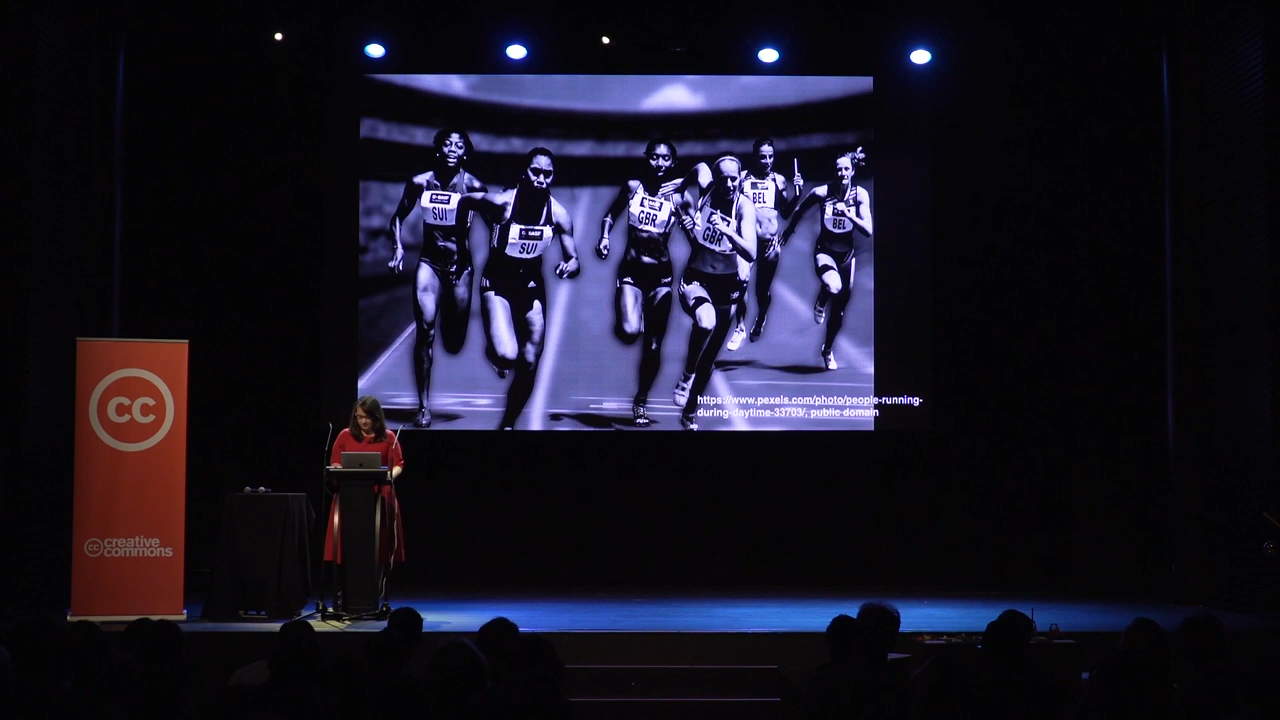 SUI
SUI
GBR
GBR
BEL
BEL
https://www.pexels.com/photo/people-running-
during-daytime-33703/, public domain
cc
cc creative
commons